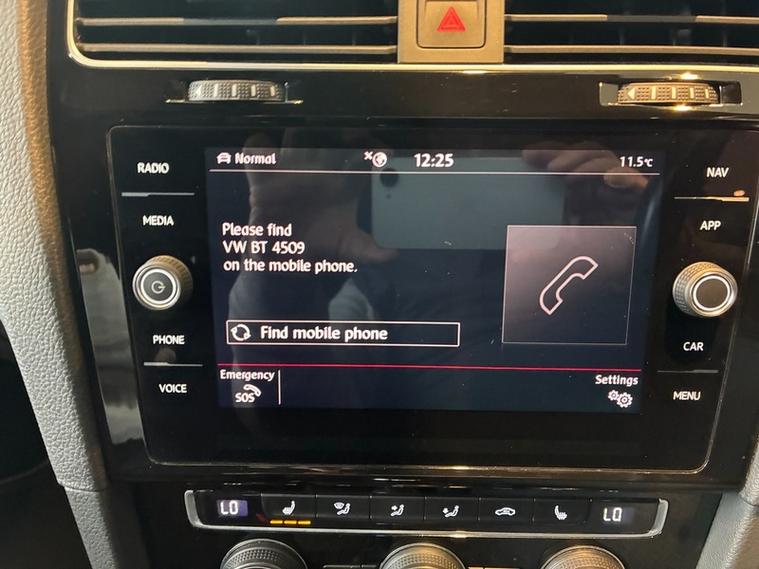 Normal
12:25
11.5°C
RADIO
MEDIA
PHONE
VOICE
Please find
VW BT 4509
on the mobile phone.
Find mobile phone
Emergency
SOS
Settings
NAV
APP
CAR
MENU
LO
LO